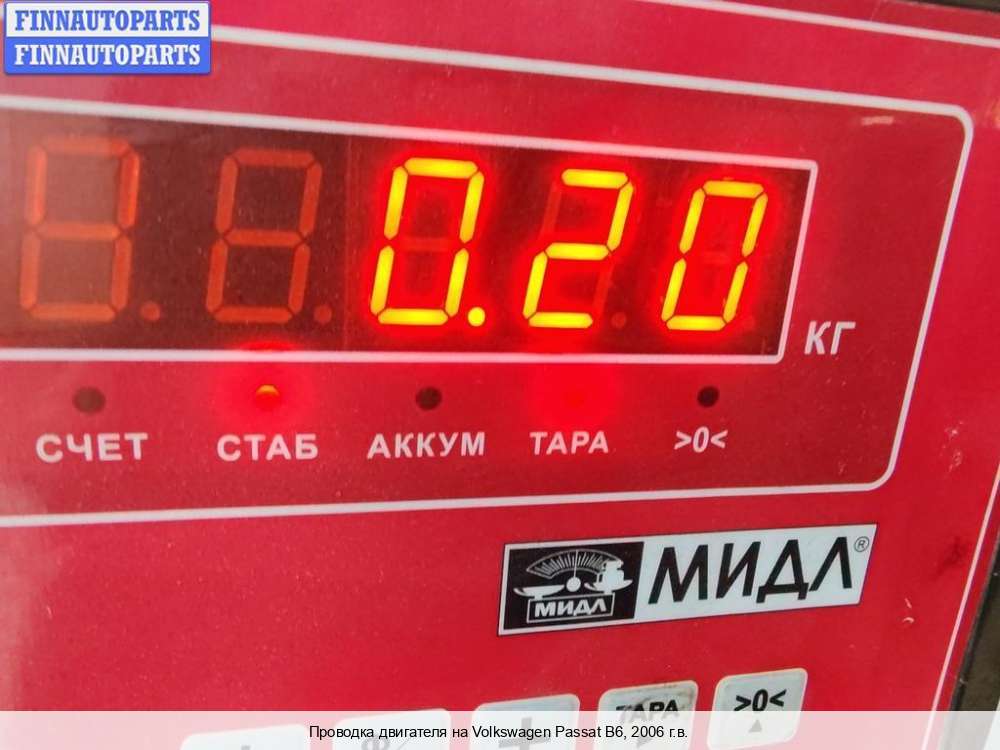 FINNAUTOPARTS
FINNAUTOPARTS
0.20
КГ
СЧЕТ СТАБ АККУМ ТАРА >0<
МИДЛ МИДЛ®
ТАРА >0<
Проводка двигателя на Volkswagen Passat B6, 2006 г.в.